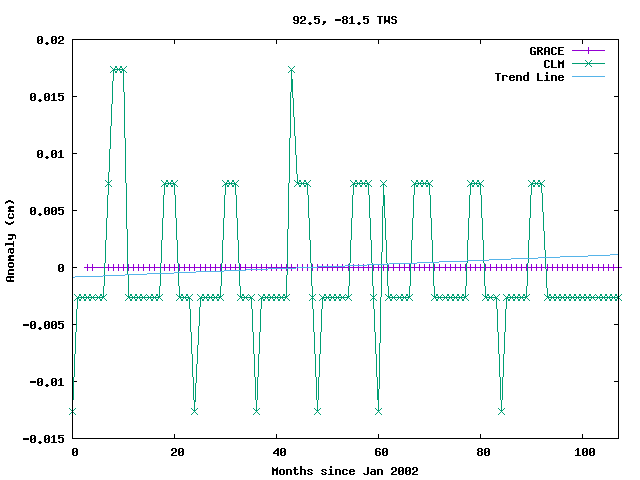 92.5, -81.5 TWS
GRACE
CLM
Trend Line
0.02
0.015
0.01
0.005
0
-0.005
-0.01
-0.015
Anomaly (cm)
0 20 40 60 80 100
Months since Jan 2002